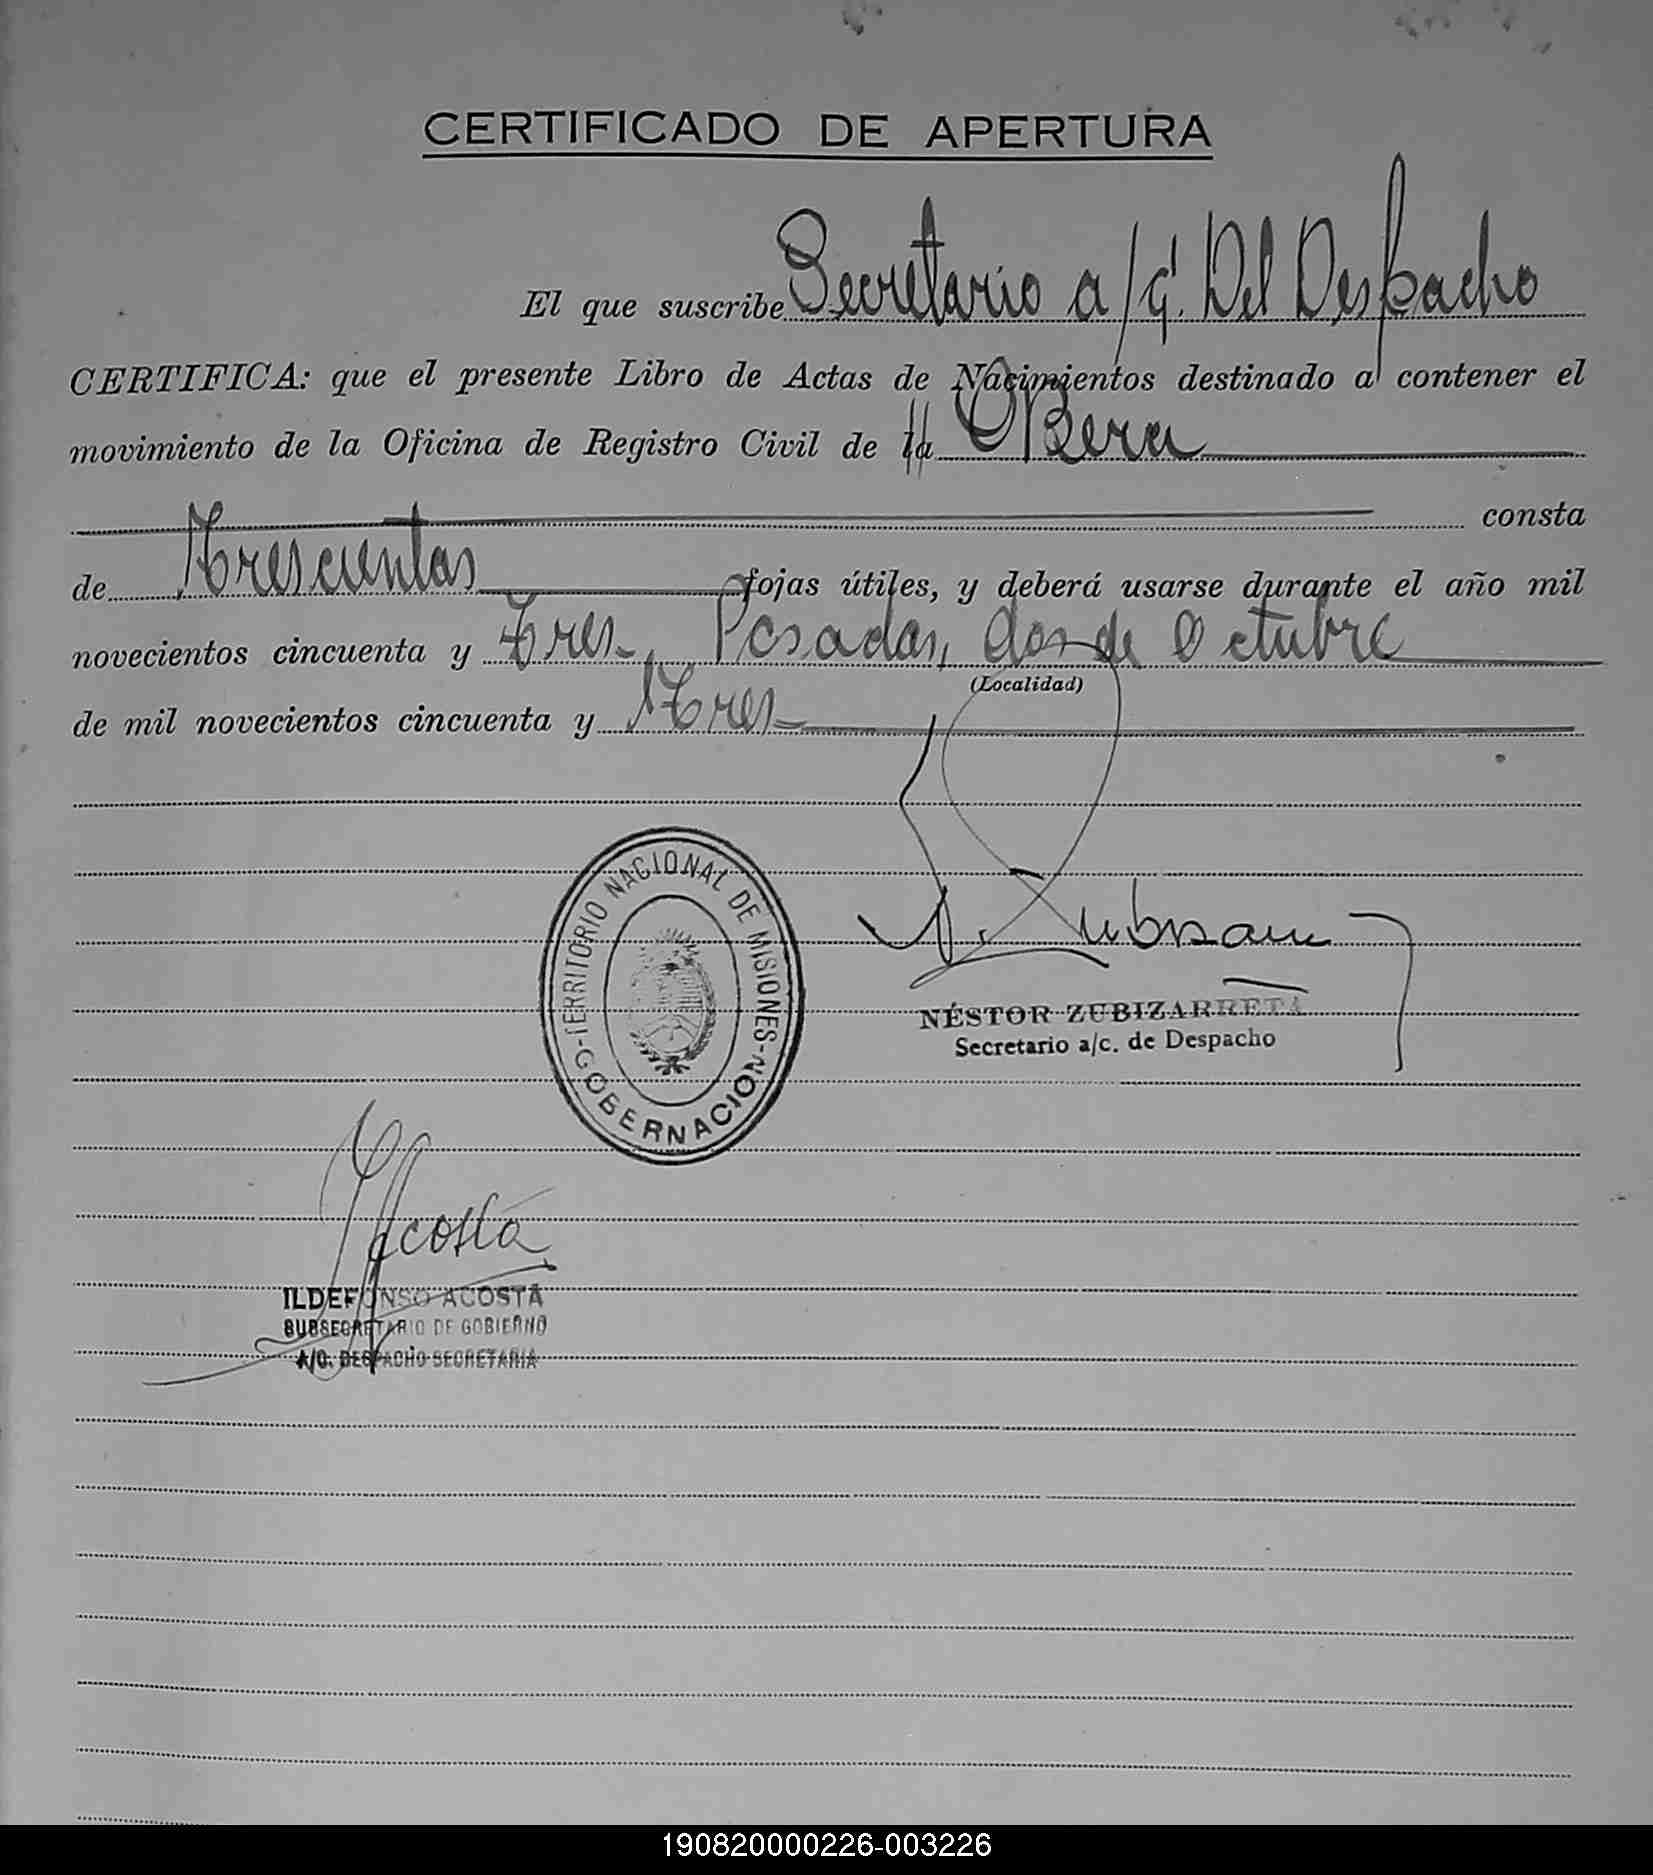 CERTIFICADO DE APERTURA
El que suscribe Secretario a/c. Del Despacho
CERTIFICA: que el presente Libro de Actas de Nacimientos destinado a contener el
movimiento de la Oficina de Registro Civil de la OBera
consta
de Trescientas fojas útiles, y deberá usarse durante el año mil
novecientos cincuenta y Tres. Posadas, dos de Octubre
(Localidad)
de mil novecientos cincuenta y Tres
TERRITORIO NACIONAL DE MISIONES - GOBERNACION
NÉSTOR ZUBIZARRETA
Secretario a/c. de Despacho
Acosta
ILDEFONSO ACOSTA
SUBSECRETARIO DE GOBIERNO
A/C. DESPACHO SECRETARIA
190820000226-003226